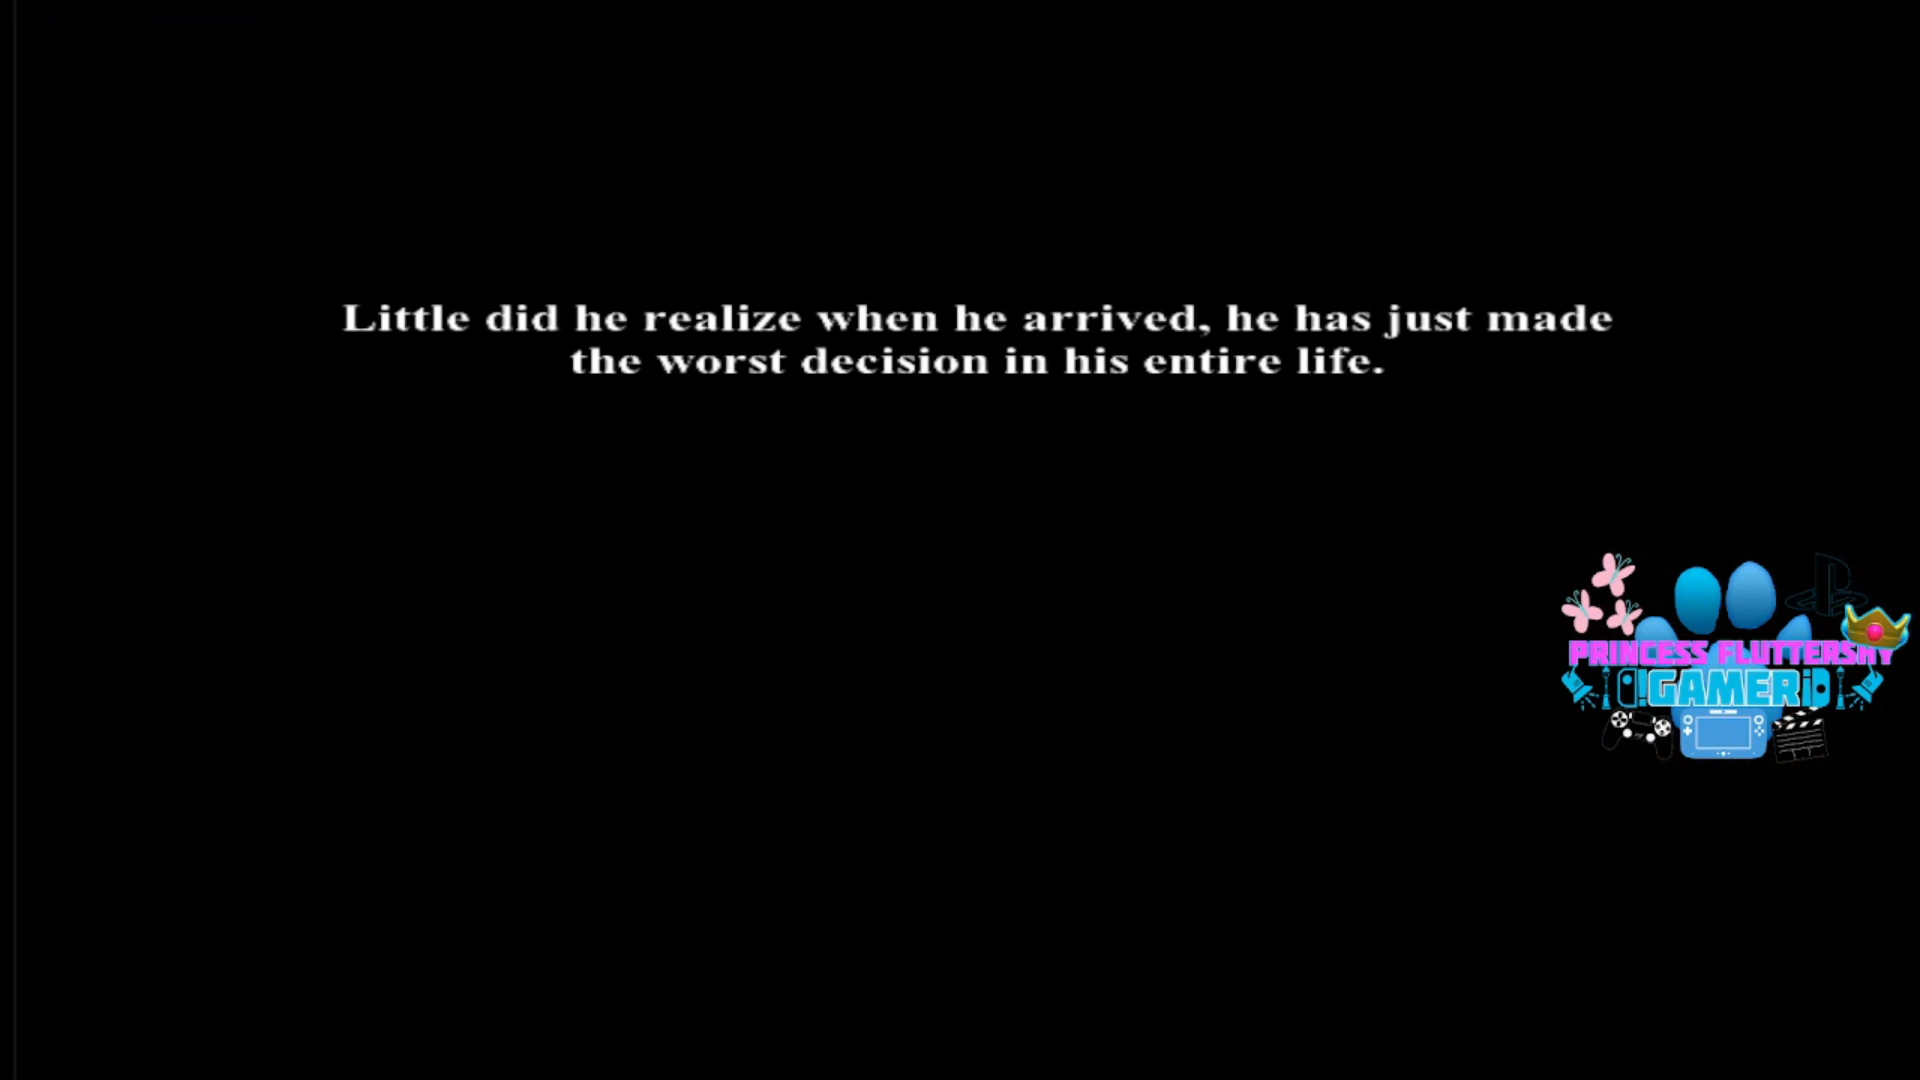 Little did he realize when he arrived, he has just made
the worst decision in his entire life.
PRINCESS FLUTTERSHY
GAMER